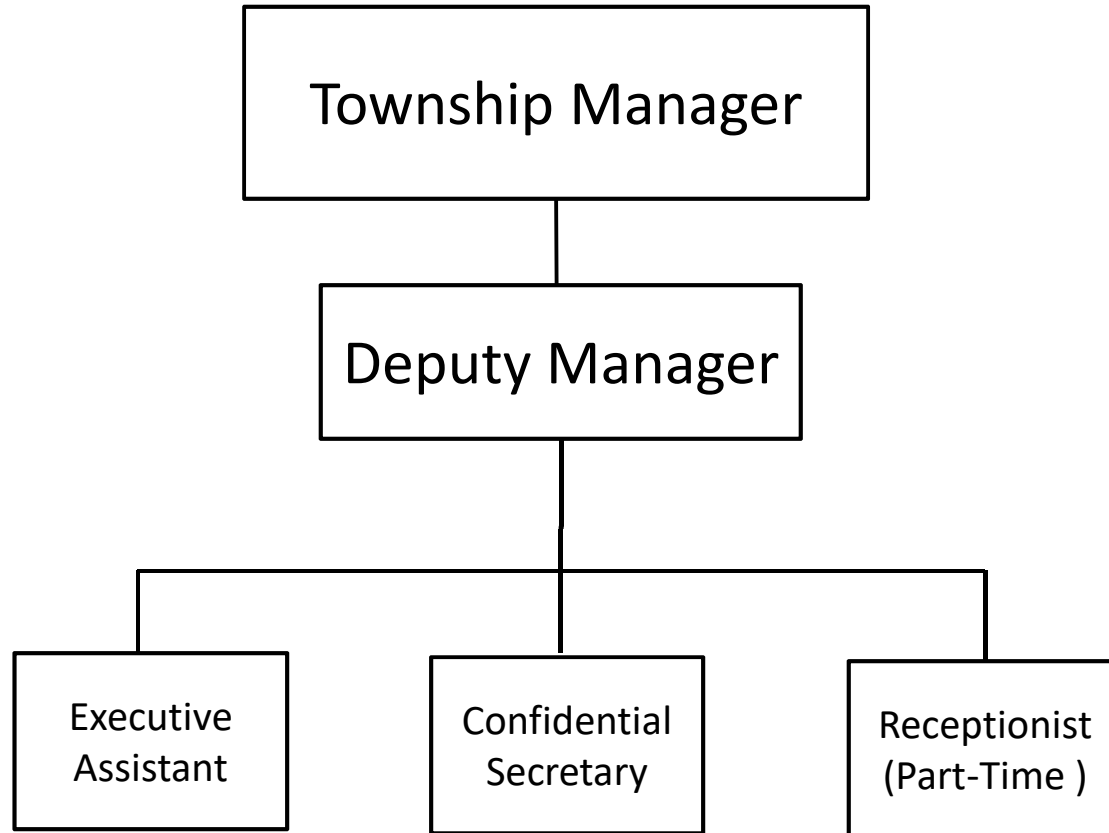 Township Manager
Deputy Manager
Executive
Assistant
Confidential
Secretary
Receptionist
(Part-Time )